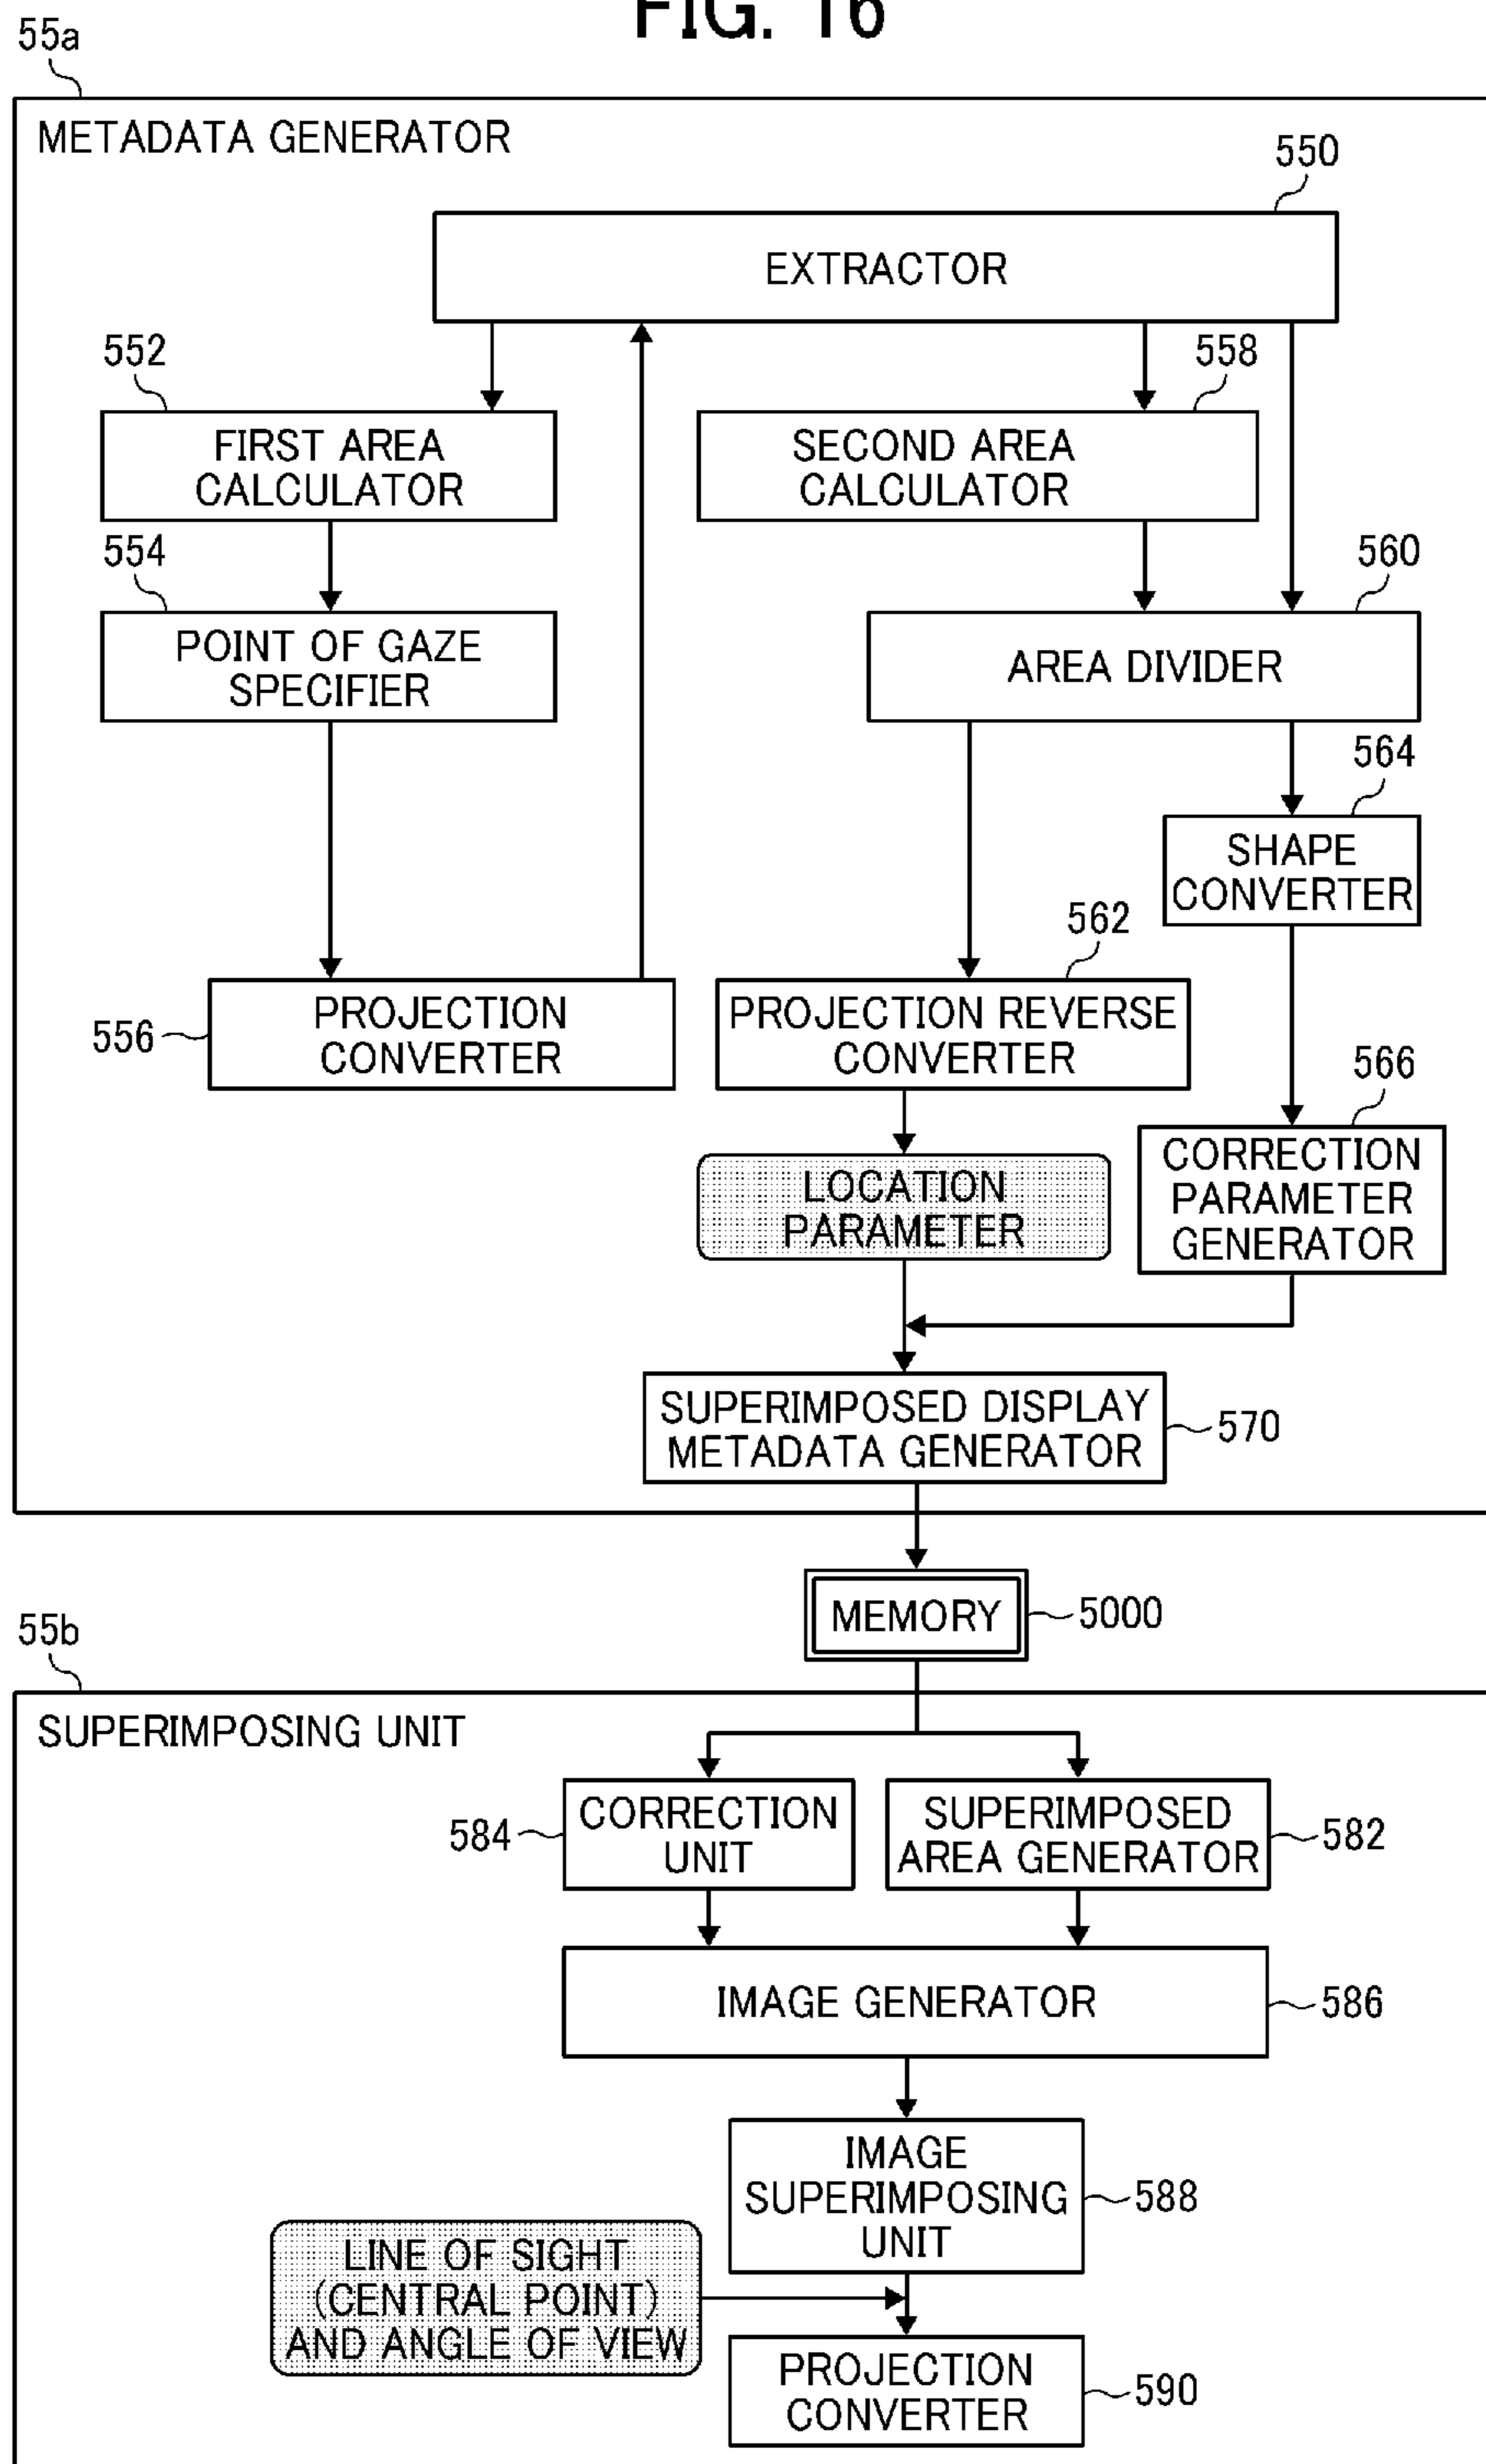 FIG. 16
55a
METADATA GENERATOR
550
EXTRACTOR
552
558
FIRST AREA
CALCULATOR
SECOND AREA
CALCULATOR
554
560
POINT OF GAZE
SPECIFIER
AREA DIVIDER
564
SHAPE
CONVERTER
562
556
PROJECTION
CONVERTER
PROJECTION REVERSE
CONVERTER
566
LOCATION
PARAMETER
CORRECTION
PARAMETER
GENERATOR
SUPERIMPOSED DISPLAY
METADATA GENERATOR
570
MEMORY
5000
55b
SUPERIMPOSING UNIT
584
CORRECTION
UNIT
SUPERIMPOSED
AREA GENERATOR
582
IMAGE GENERATOR
586
IMAGE
SUPERIMPOSING
UNIT
588
LINE OF SIGHT
(CENTRAL POINT)
AND ANGLE OF VIEW
PROJECTION
CONVERTER
590